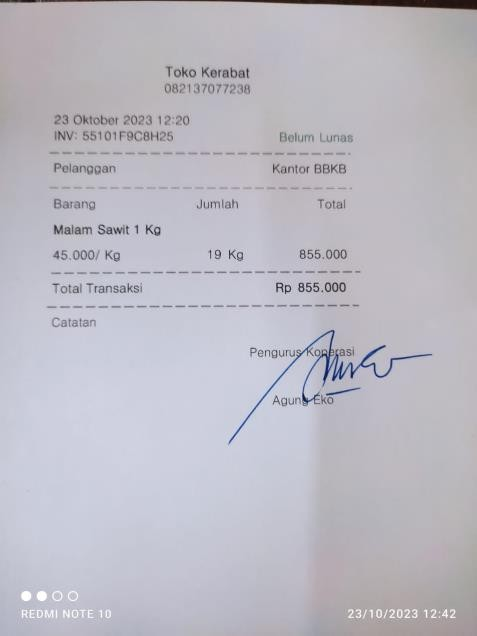 Toko Kerabat
082137077238
23 Oktober 2023 12:20
INV: 55101F9C8H25 Belum Lunas
Pelanggan Kantor BBKB
Barang Jumlah Total
Malam Sawit 1 Kg
45.000/ Kg 19 Kg 855.000
Total Transaksi Rp 855.000
Catatan
Pengurus Koperasi
Agung Eko
REDMI NOTE 10 23/10/2023 12:42